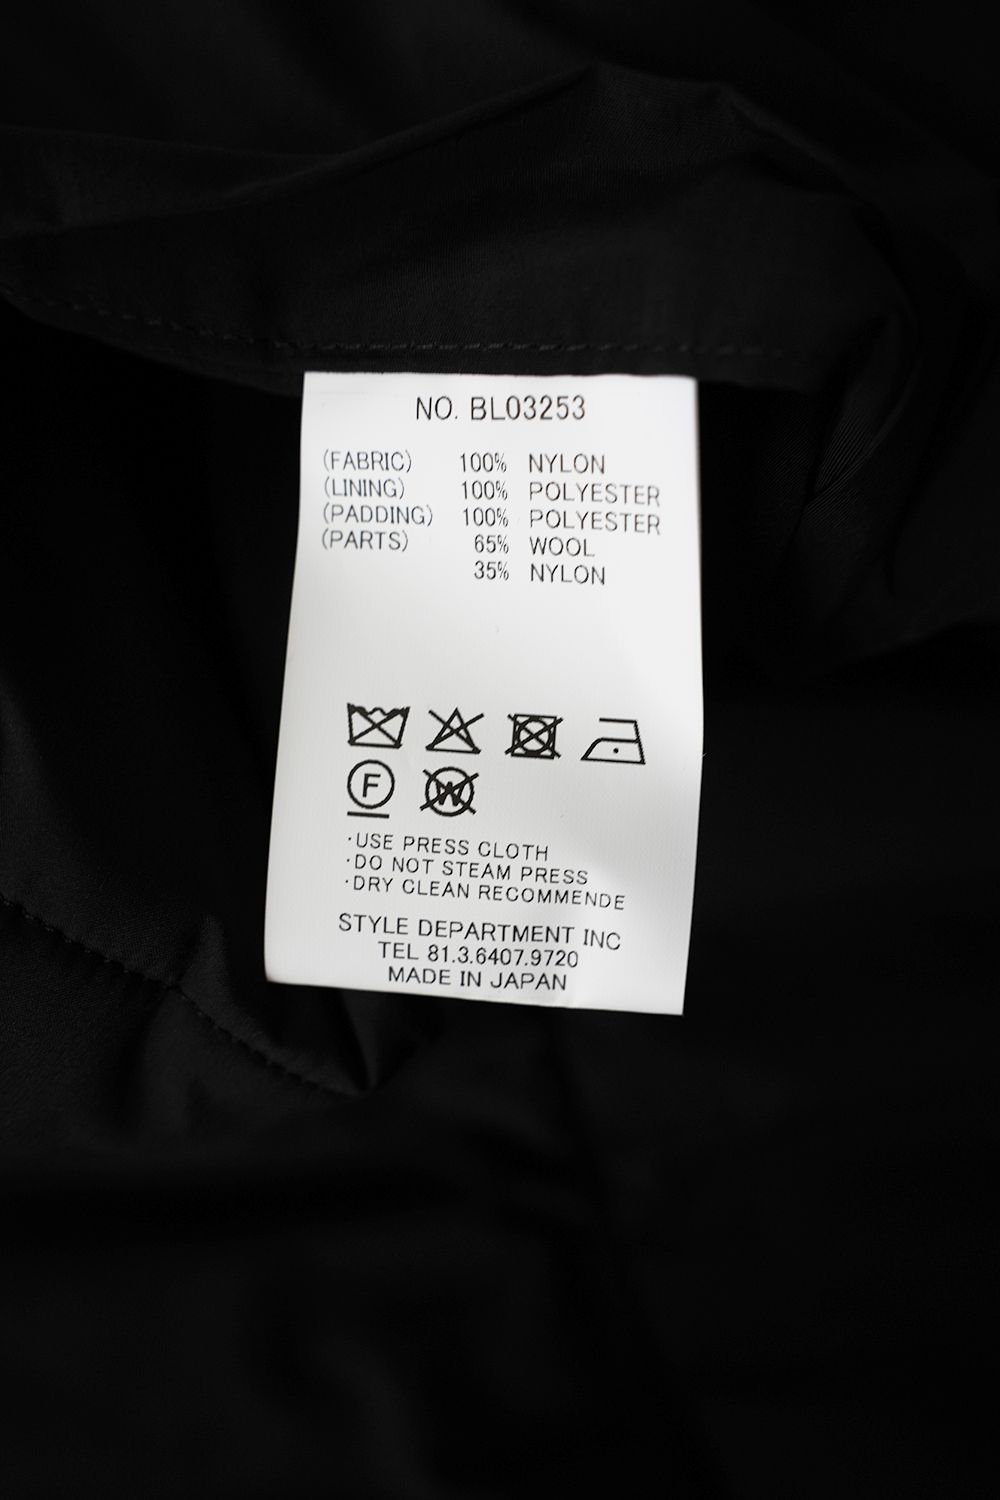 NO. BL03253
(FABRIC) 100% NYLON
(LINING) 100% POLYESTER
(PADDING) 100% POLYESTER
(PARTS) 65% WOOL
35% NYLON
F W
·USE PRESS CLOTH
·DO NOT STEAM PRESS
·DRY CLEAN RECOMMENDE
STYLE DEPARTMENT INC
TEL 81.3.6407.9720
MADE IN JAPAN